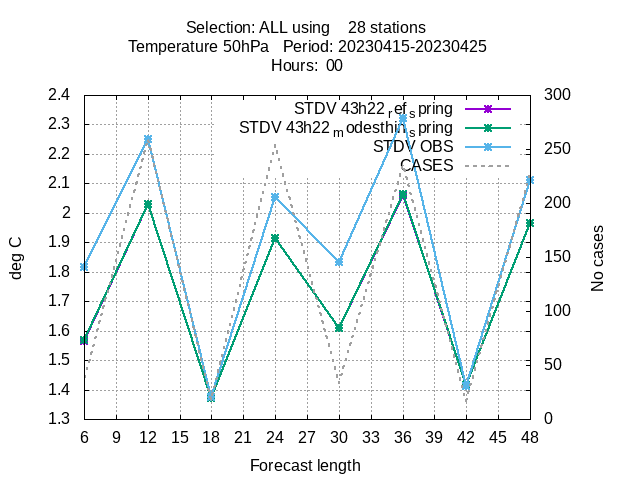 Selection: ALL using 28 stations
Temperature 50hPa Period: 20230415-20230425
Hours: 00
2.4
2.3
2.2
2.1
2
1.9
1.8
1.7
1.6
1.5
1.4
1.3
deg C
STDV 43h22_ref_spring
STDV 43h22_modesthin_spring
STDV OBS
CASES
300
250
200
150
100
50
0
No cases
6 9 12 15 18 21 24 27 30 33 36 39 42 45 48
Forecast length